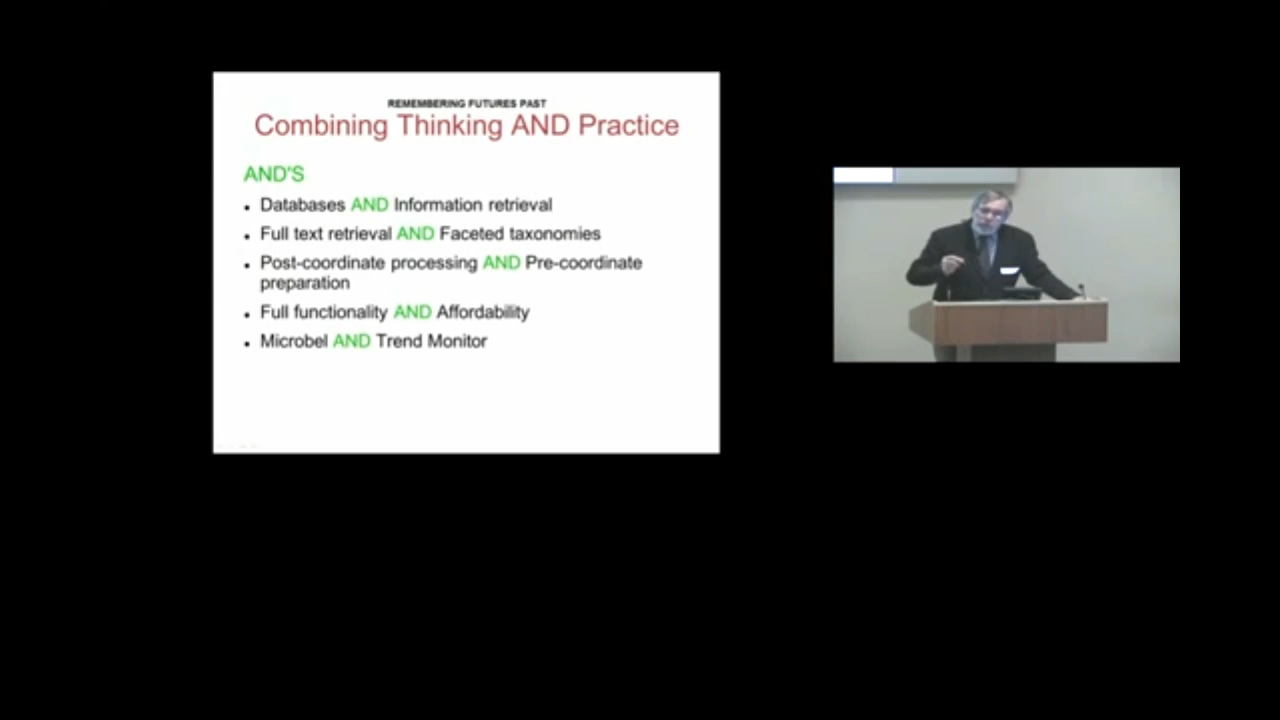 REMEMBERING FUTURES PAST
Combining Thinking AND Practice
AND'S
• Databases AND Information retrieval
• Full text retrieval AND Faceted taxonomies
• Post-coordinate processing AND Pre-coordinate
preparation
• Full functionality AND Affordability
• Microbel AND Trend Monitor